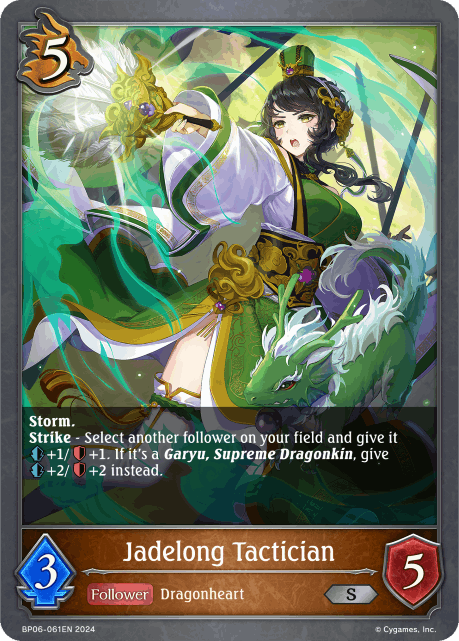 5
Storm.
Strike - Select another follower on your field and give it
+1/ +1. If it's a Garyu, Supreme Dragonkin, give
+2/ +2 instead.
Jadelong Tactician
3
Follower Dragonheart
S
5
BP06-061EN 2024
© Cygames, Inc.